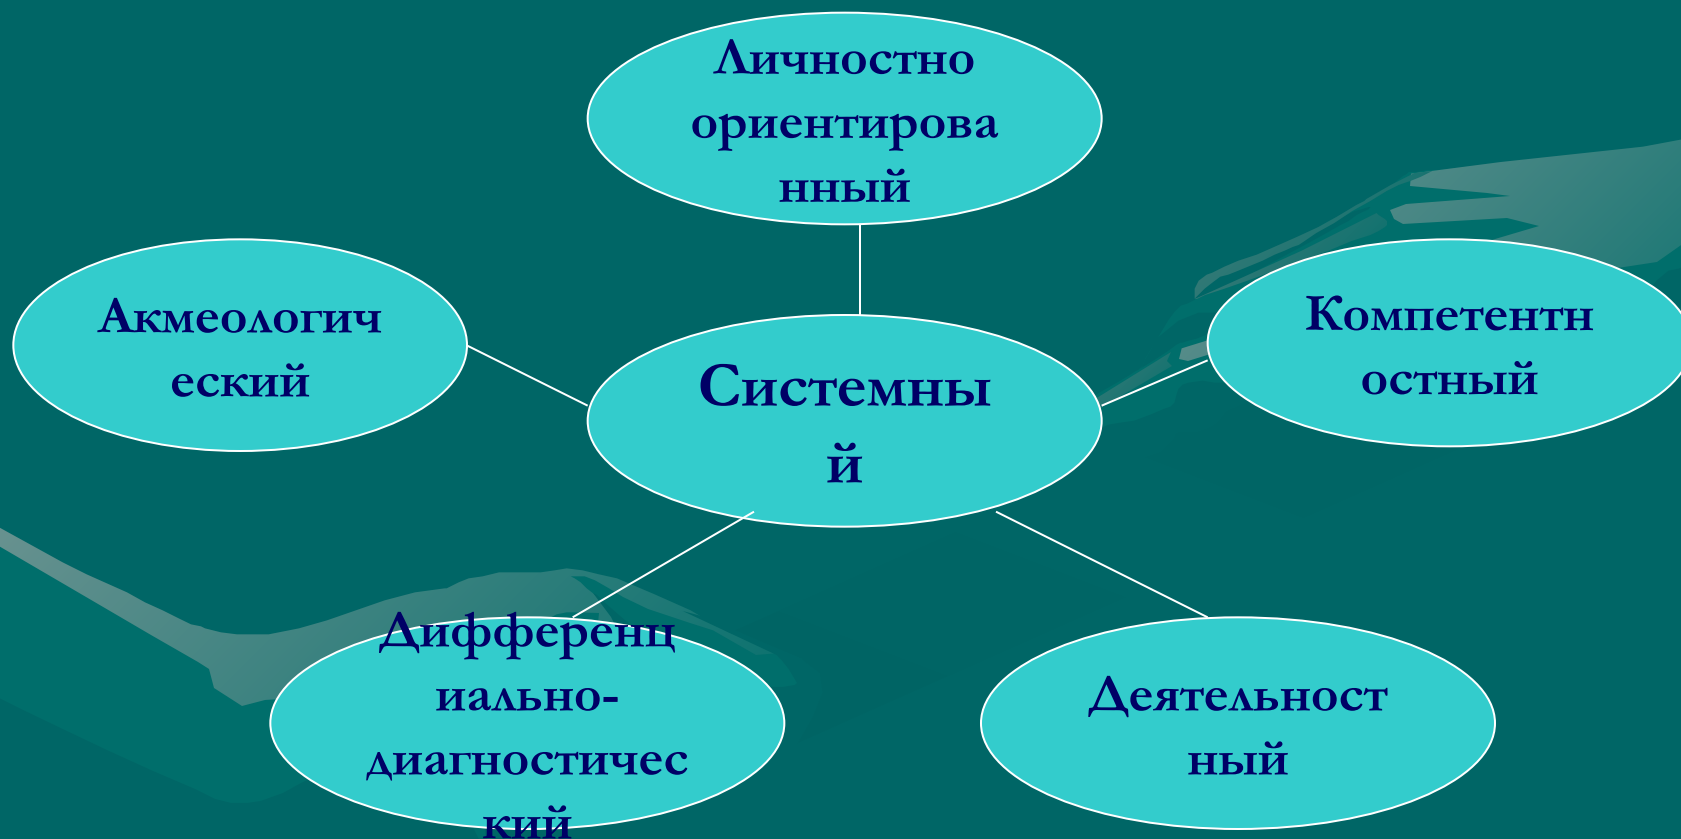 Личностно
ориентирова
нный
Акмеологич
еский
Компетентн
остный
Системны
й
Дифференц
иально-
диагностичес
кий
Деятельност
ный